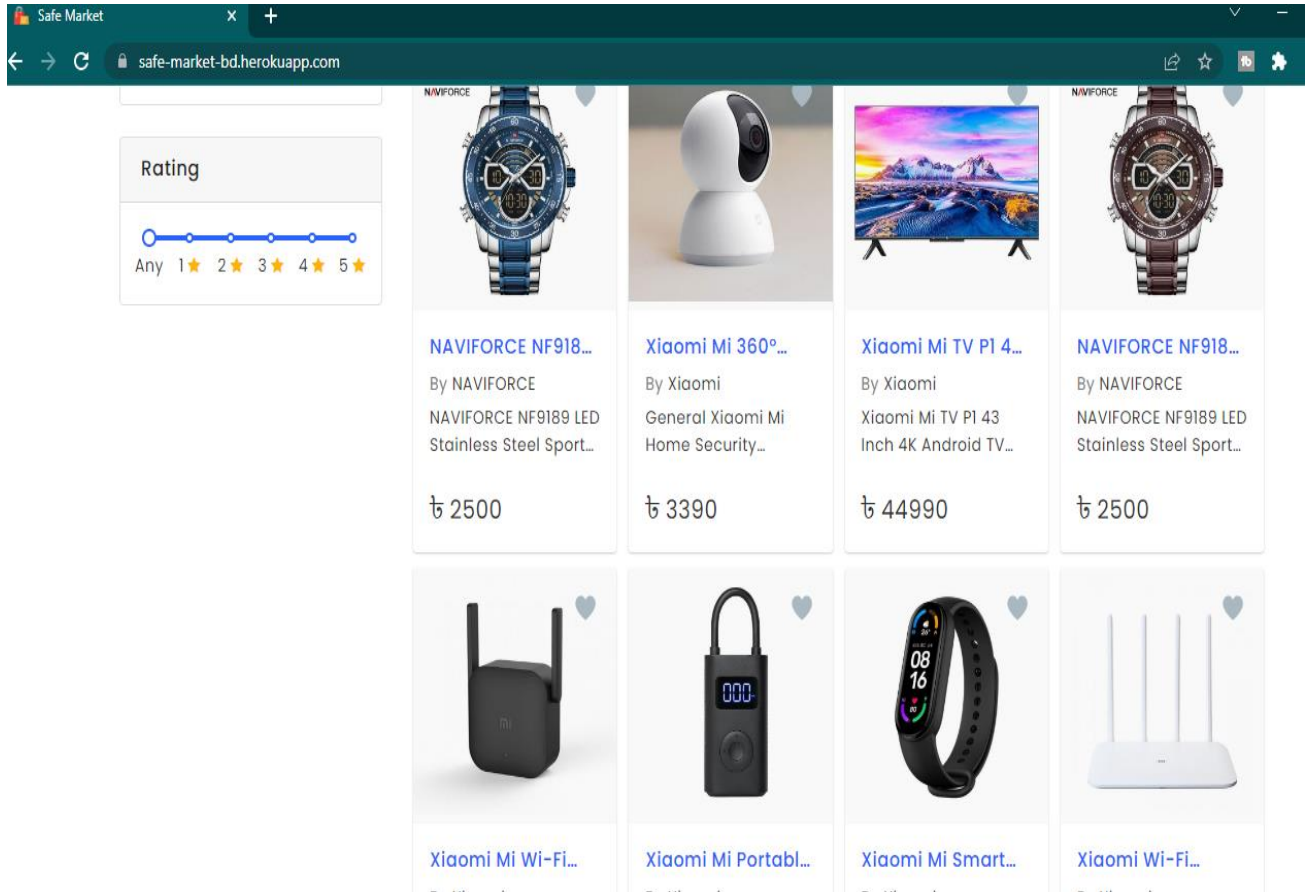 Safe Market
safe-market-bd.herokuapp.com
Rating
Any 1 2 3 4 5
NAVIFORCE
NAVIFORCE
NAVIFORCE NF918...
By NAVIFORCE
NAVIFORCE NF9189 LED
Stainless Steel Sport...
৳ 2500
Xiaomi Mi 360°...
By Xiaomi
General Xiaomi Mi
Home Security...
৳ 3390
Xiaomi Mi TV P1 4...
By Xiaomi
Xiaomi Mi TV P1 43
Inch 4K Android TV...
৳ 44990
NAVIFORCE NF918...
By NAVIFORCE
NAVIFORCE NF9189 LED
Stainless Steel Sport...
৳ 2500
08
16
Xiaomi Mi Wi-Fi...
Xiaomi Mi Portabl...
Xiaomi Mi Smart...
Xiaomi Wi-Fi...